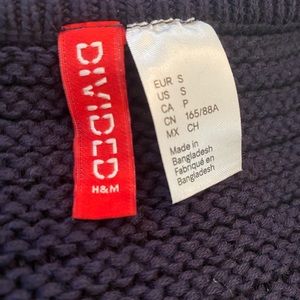 DIVIDED
H&M
EUR S
US S
CA P
CN 165/88A
MX CH
Made in
Bangladesh
Fabriqué en
Bangladesh